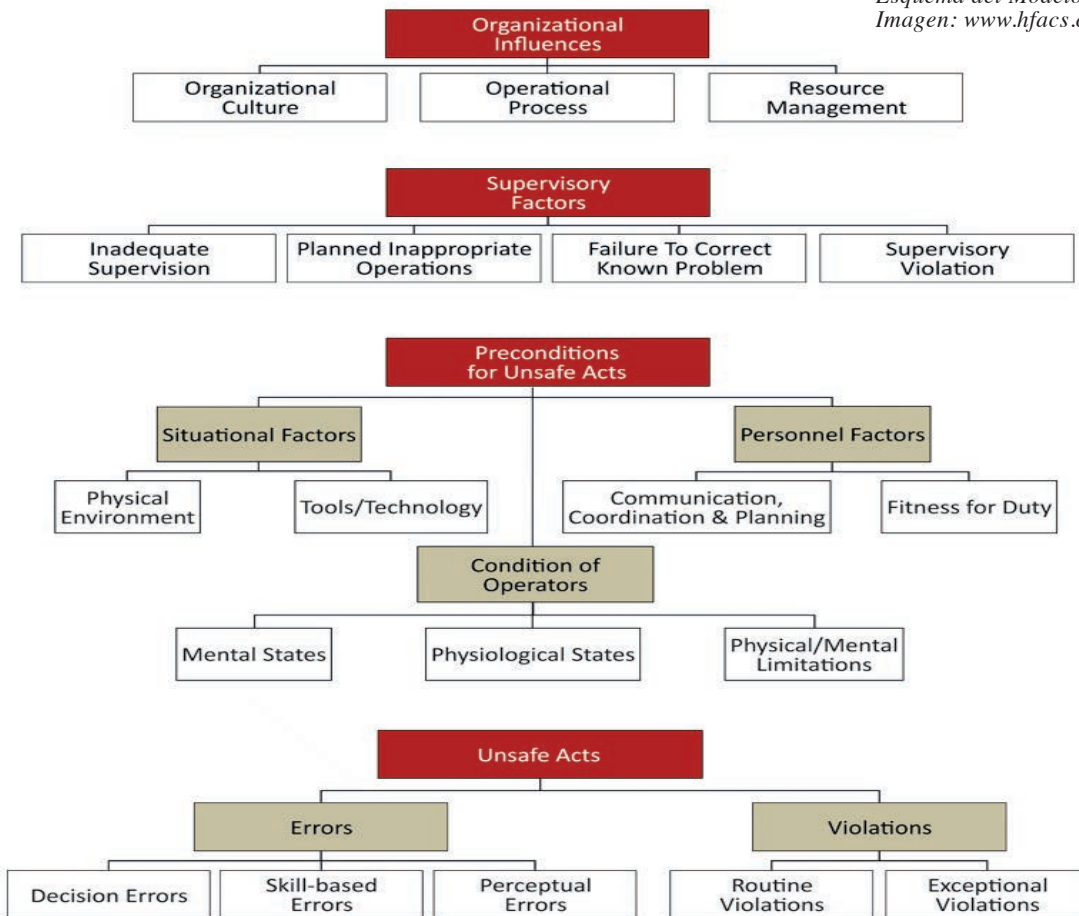 Imagen: www.hfacs.
Organizational
Influences
Organizational
Culture
Operational
Process
Resource
Management
Supervisory
Factors
Inadequate
Supervision
Planned Inappropriate
Operations
Failure To Correct
Known Problem
Supervisory
Violation
Preconditions
for Unsafe Acts
Situational Factors
Personnel Factors
Physical
Environment
Tools/Technology
Communication,
Coordination & Planning
Fitness for Duty
Condition of
Operators
Mental States
Physiological States
Physical/Mental
Limitations
Unsafe Acts
Errors
Violations
Decision Errors
Skill-based
Errors
Perceptual
Errors
Routine
Violations
Exceptional
Violations